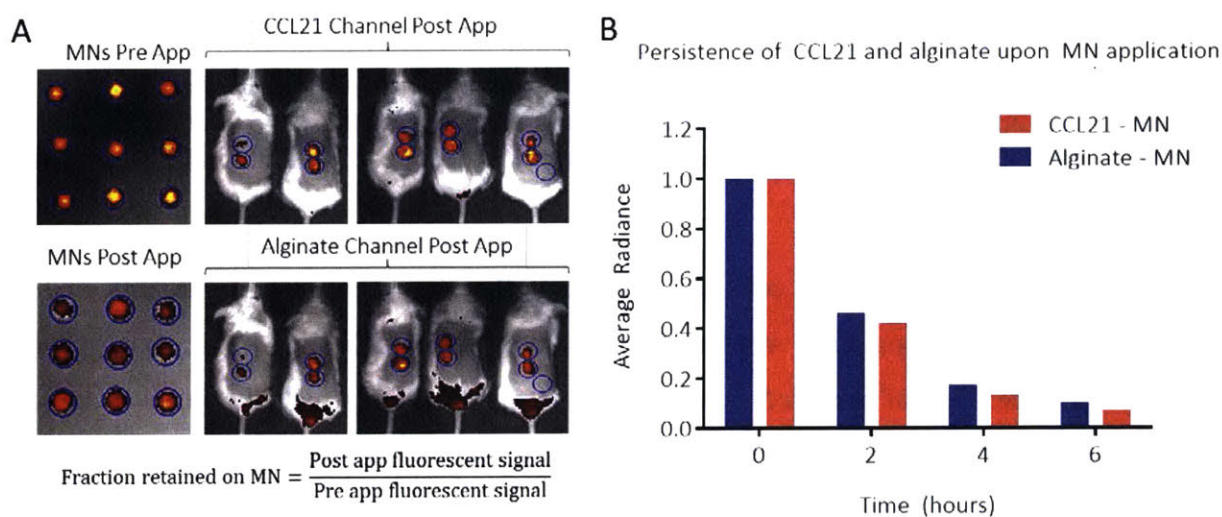 A
CCL21 Channel Post App
MNs Pre App
MNs Post App
Alginate Channel Post App
Fraction retained on MN = Post app fluorescent signal
Pre app fluorescent signal
B
Persistence of CCL21 and alginate upon MN application
CCL21 - MN
Alginate - MN
Average Radiance
1.2
1.0
0.8
0.6
0.4
0.2
0.0
0
2
4
6
Time (hours)